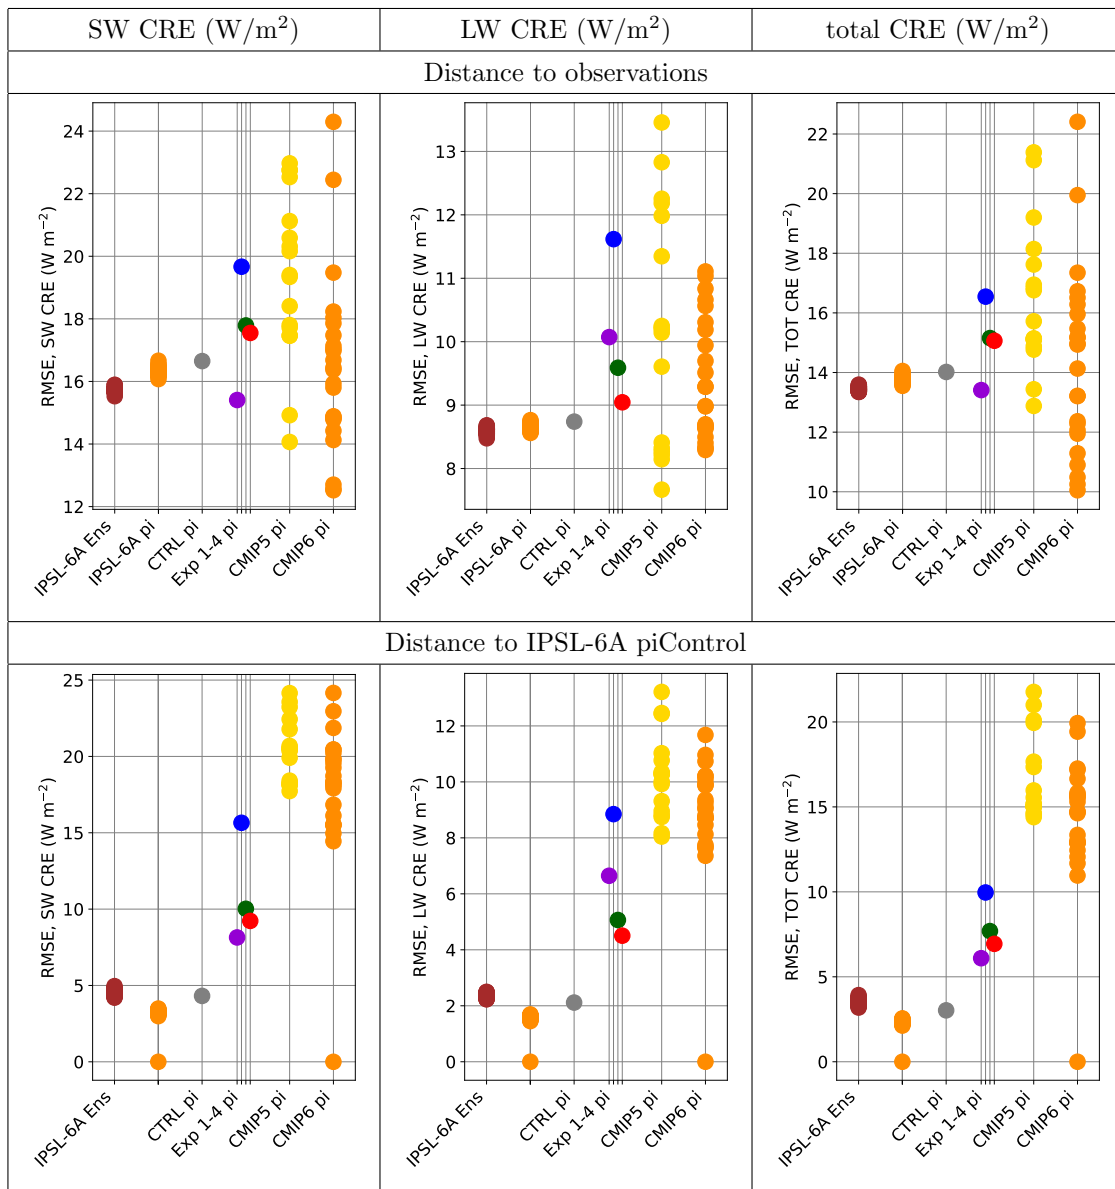 SW CRE (W/m²) LW CRE (W/m²) total CRE (W/m²)
Distance to observations
RMSE, SW CRE (W m⁻²)
24
22
20
18
16
14
12
IPSL-6A Ens
IPSL-6A pi
CTRL pi
Exp 1-4 pi
CMIP5 pi
CMIP6 pi
RMSE, LW CRE (W m⁻²)
13
12
11
10
9
8
IPSL-6A Ens
IPSL-6A pi
CTRL pi
Exp 1-4 pi
CMIP5 pi
CMIP6 pi
RMSE, TOT CRE (W m⁻²)
22
20
18
16
14
12
10
IPSL-6A Ens
IPSL-6A pi
CTRL pi
Exp 1-4 pi
CMIP5 pi
CMIP6 pi
Distance to IPSL-6A piControl
RMSE, SW CRE (W m⁻²)
25
20
15
10
5
0
IPSL-6A Ens
CTRL pi
Exp 1-4 pi
CMIP5 pi
CMIP6 pi
RMSE, LW CRE (W m⁻²)
12
10
8
6
4
2
0
IPSL-6A Ens
CTRL pi
Exp 1-4 pi
CMIP5 pi
CMIP6 pi
RMSE, TOT CRE (W m⁻²)
20
15
10
5
0
IPSL-6A Ens
CTRL pi
Exp 1-4 pi
CMIP5 pi
CMIP6 pi